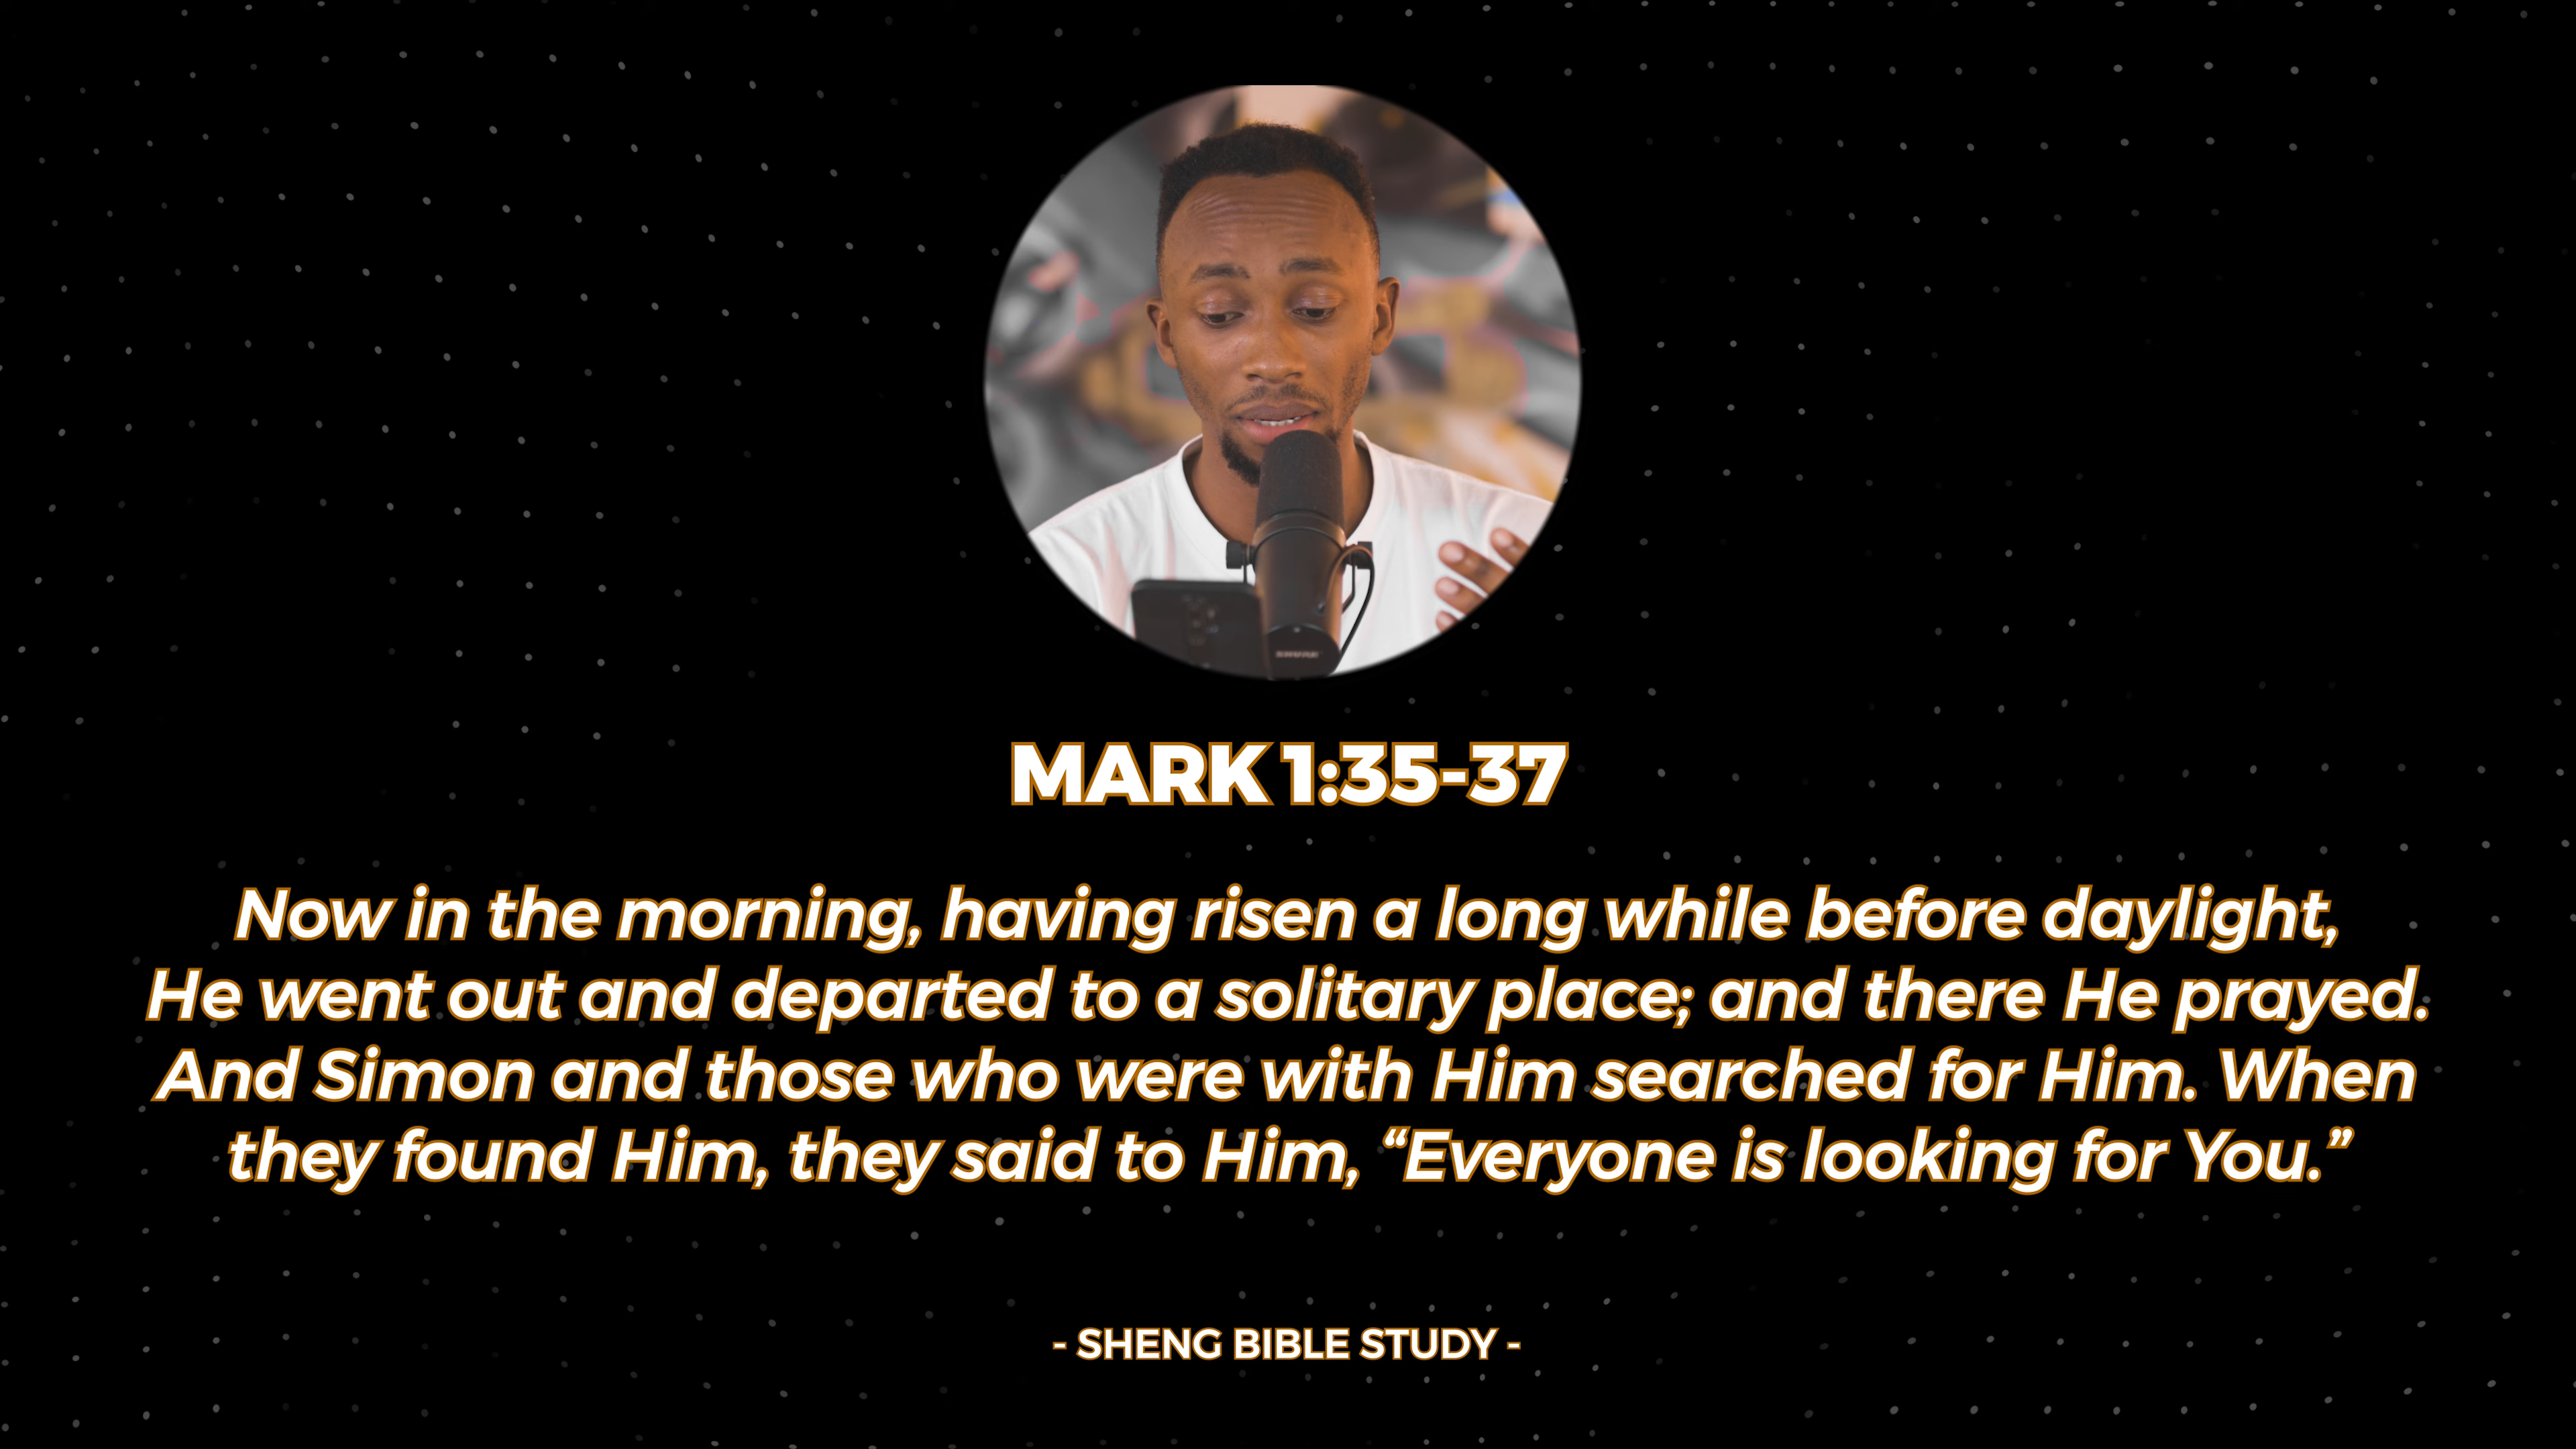 SHURE
MARK 1:35-37
Now in the morning, having risen a long while before daylight,
He went out and departed to a solitary place; and there He prayed.
And Simon and those who were with Him searched for Him. When
they found Him, they said to Him, “Everyone is looking for You.”
- SHENG BIBLE STUDY -